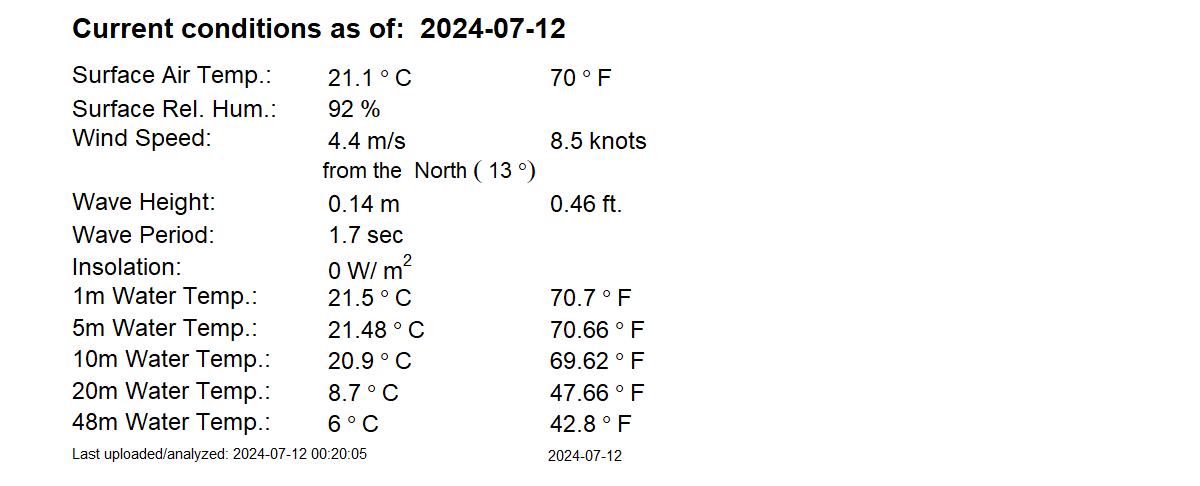 Current conditions as of: 2024-07-12
Surface Air Temp.: 21.1 ° C 70 ° F
Surface Rel. Hum.: 92 %
Wind Speed: 4.4 m/s 8.5 knots
from the North ( 13 °)
Wave Height: 0.14 m 0.46 ft.
Wave Period: 1.7 sec
Insolation: 0 W/ m²
1m Water Temp.: 21.5 ° C 70.7 ° F
5m Water Temp.: 21.48 ° C 70.66 ° F
10m Water Temp.: 20.9 ° C 69.62 ° F
20m Water Temp.: 8.7 ° C 47.66 ° F
48m Water Temp.: 6 ° C 42.8 ° F
Last uploaded/analyzed: 2024-07-12 00:20:05 2024-07-12